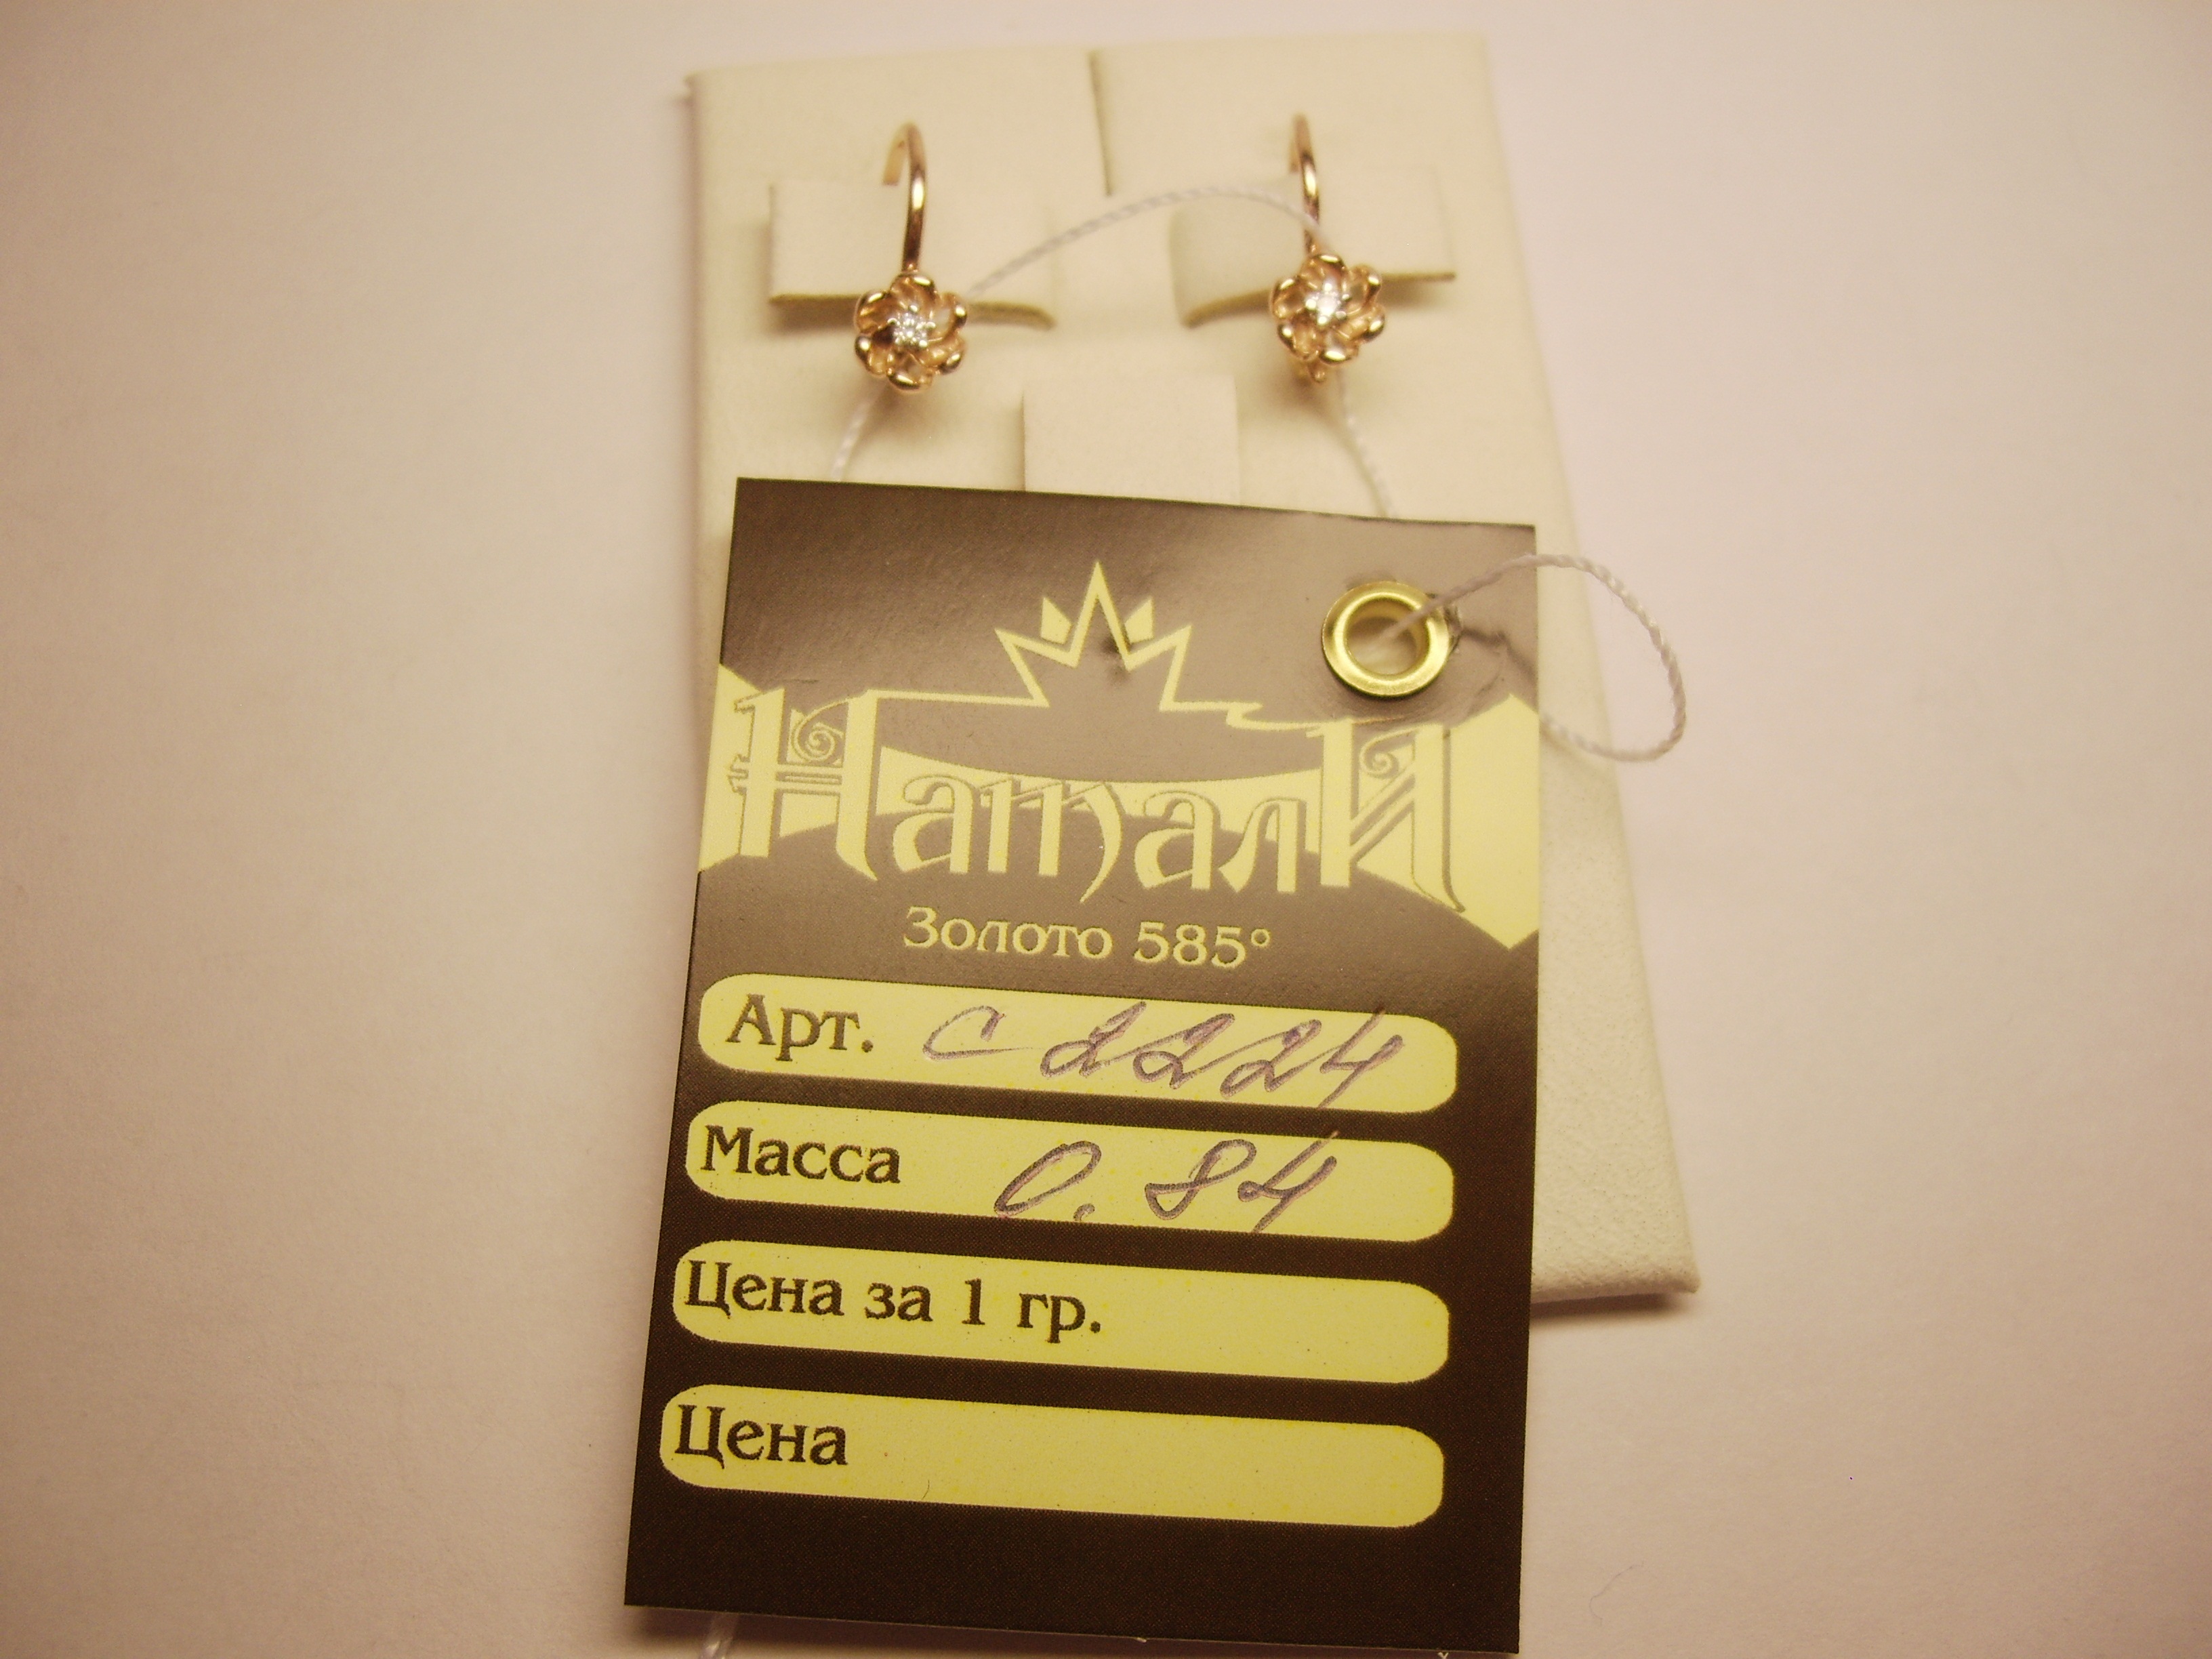 Натали
Золото 585°
Арт. С 2224
Масса 0.84
Цена за 1 гр.
Цена